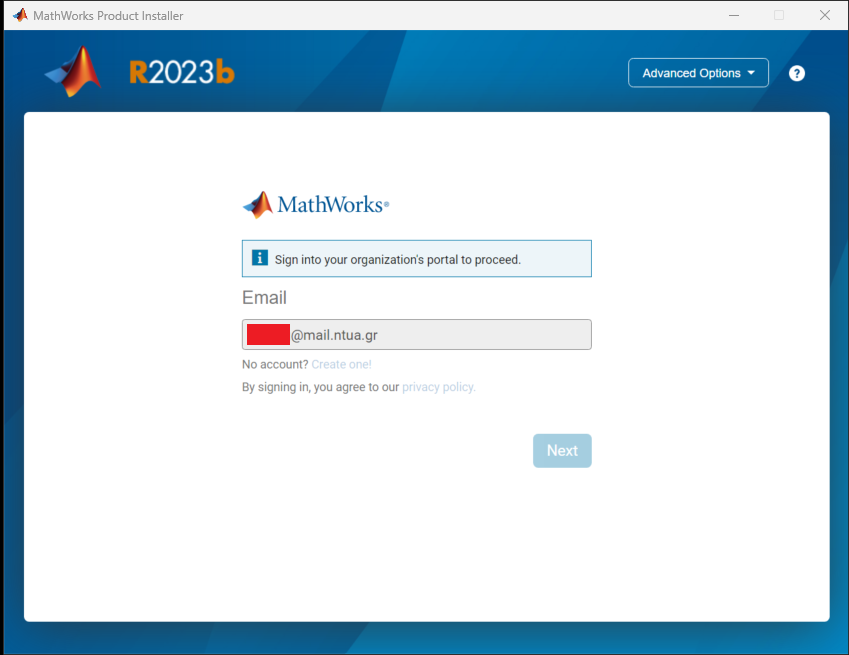 MathWorks Product Installer
R2023b
Advanced Options
?
MathWorks®
i Sign into your organization's portal to proceed.
Email
@mail.ntua.gr
No account? Create one!
By signing in, you agree to our privacy policy.
Next